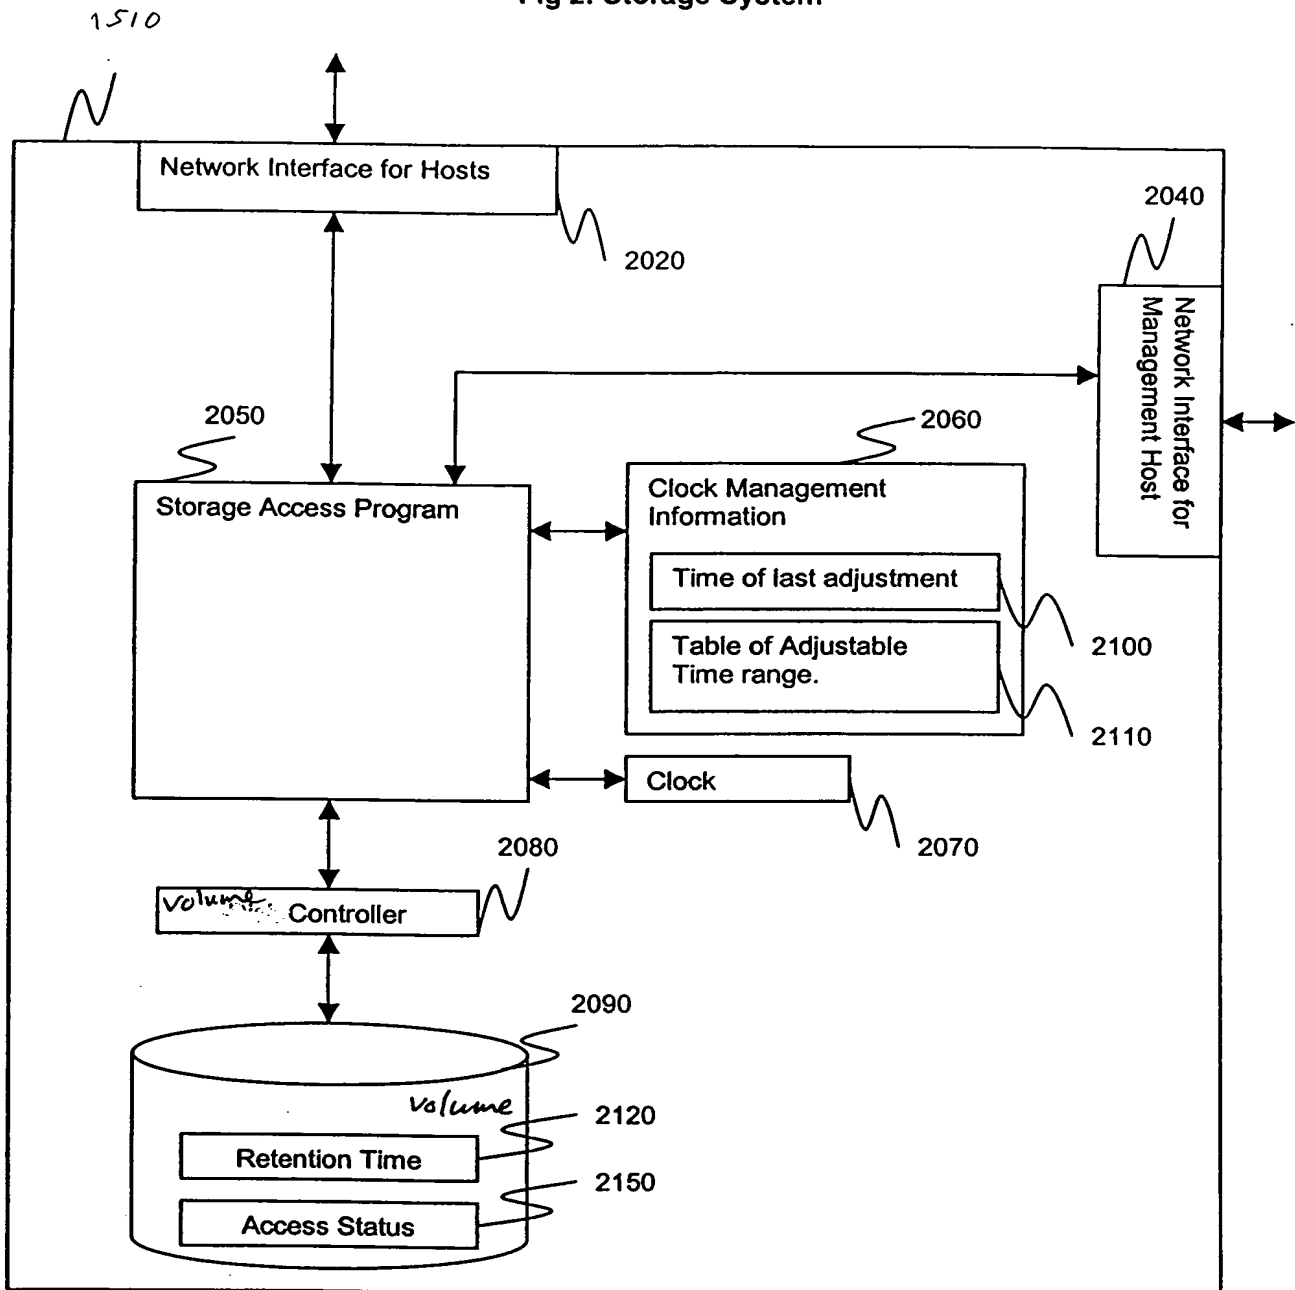 Fig 2. Storage System
1510
Network Interface for Hosts
2020
2040
Network Interface for
Management Host
2050
Storage Access Program
2060
Clock Management
Information
Time of last adjustment
2100
Table of Adjustable
Time range.
2110
Clock
2070
2080
volume Controller
2090
volume
2120
Retention Time
2150
Access Status